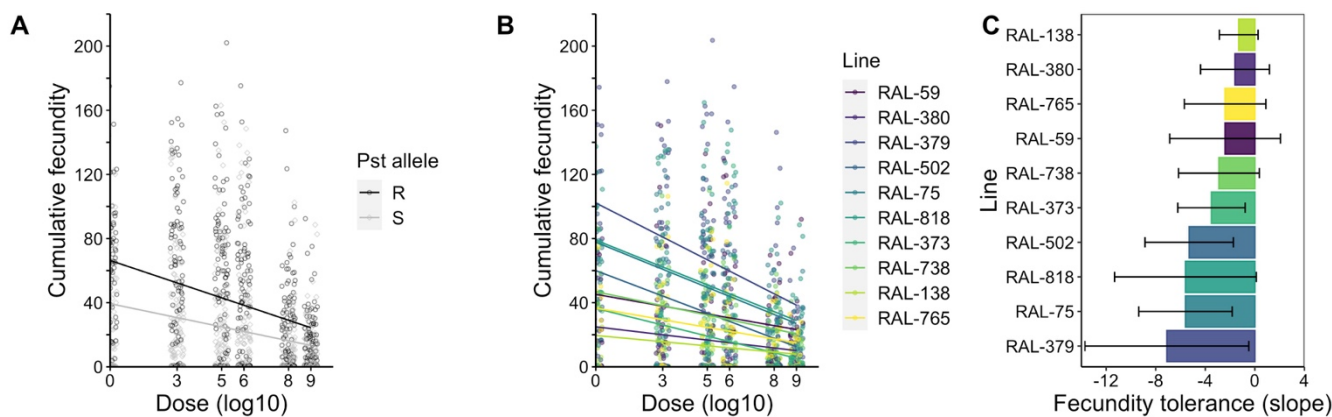 A
Cumulative fecundity
200
160
120
80
40
0
0 3 5 6 8 9
Dose (log10)
Pst allele
R
S
B
Cumulative fecundity
200
160
120
80
40
0
0 3 5 6 8 9
Dose (log10)
Line
RAL-59
RAL-380
RAL-379
RAL-502
RAL-75
RAL-818
RAL-373
RAL-738
RAL-138
RAL-765
C
Line
RAL-138
RAL-380
RAL-765
RAL-59
RAL-738
RAL-373
RAL-502
RAL-818
RAL-75
RAL-379
-12 -8 -4 0 4
Fecundity tolerance (slope)